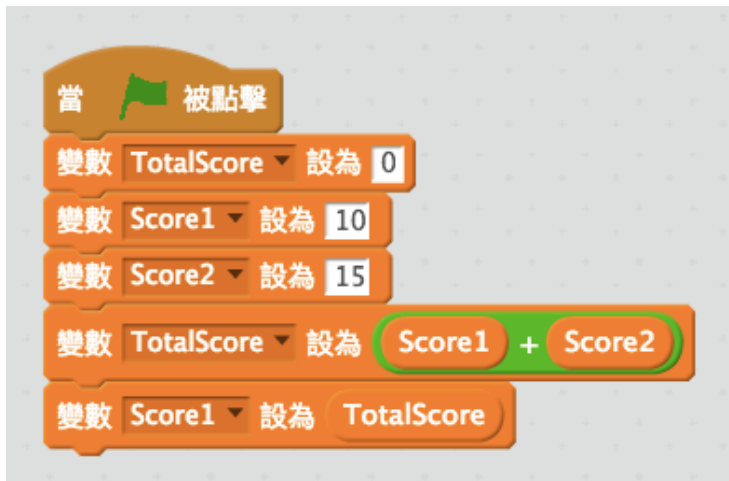 當 被點擊
變數 TotalScore 設為 0
變數 Score1 設為 10
變數 Score2 設為 15
變數 TotalScore 設為 Score1 + Score2
變數 Score1 設為 TotalScore